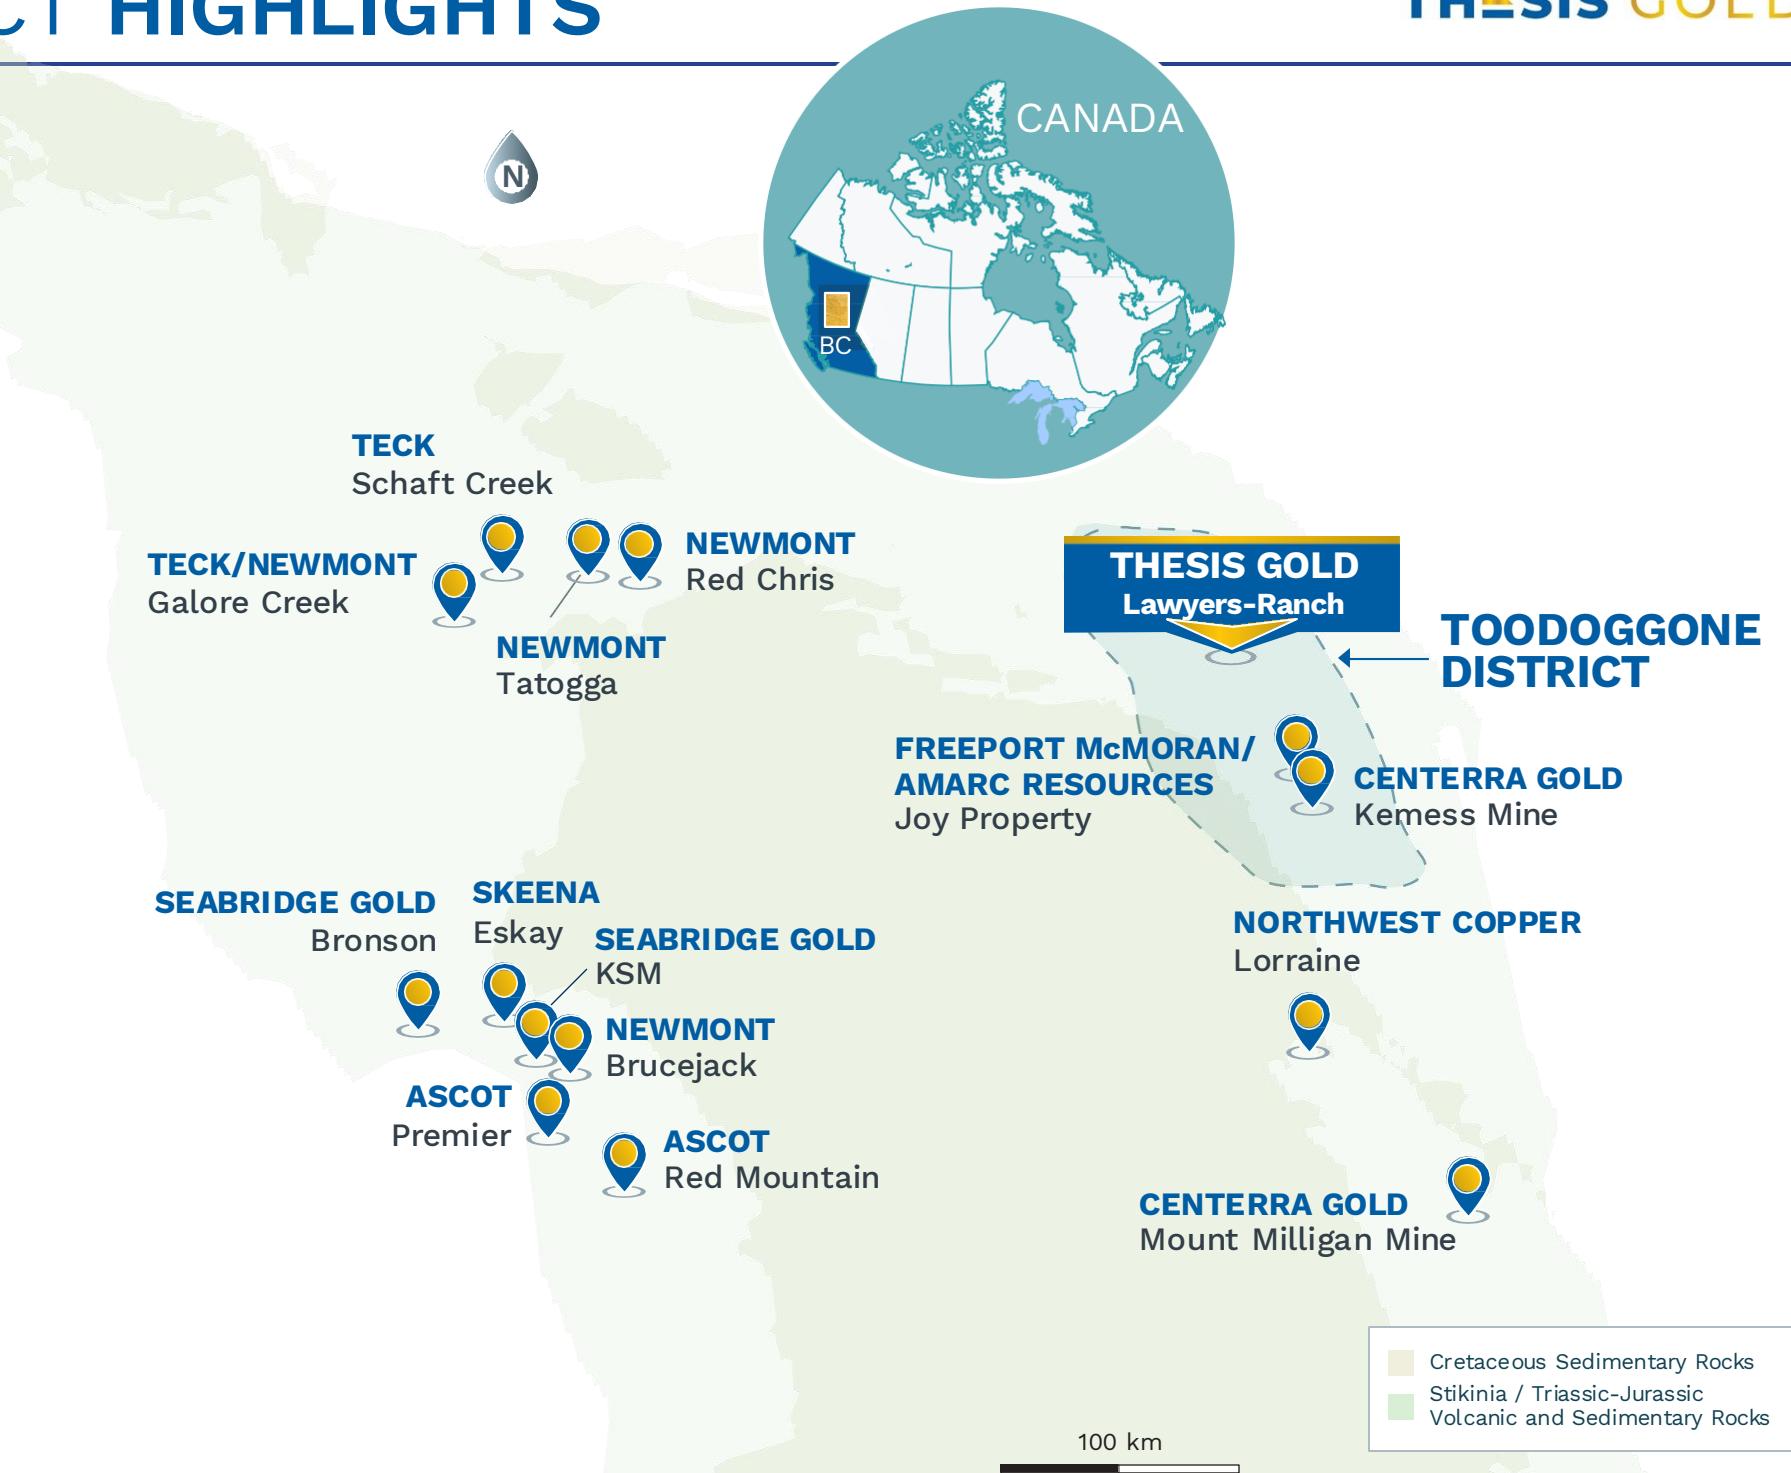 CT HIGHLIGHTS
THESIS GOLD
CANADA
N
BC
TECK
Schaft Creek
TECK/NEWMONT
Galore Creek
NEWMONT
Red Chris
NEWMONT
Tatogga
THESIS GOLD
Lawyers-Ranch
TOODOGGONE
DISTRICT
FREEPORT McMORAN/
AMARC RESOURCES
Joy Property
CENTERRA GOLD
Kemess Mine
SEABRIDGE GOLD
Bronson
SKEENA
Eskay
SEABRIDGE GOLD
KSM
NORTHWEST COPPER
Lorraine
NEWMONT
Brucejack
ASCOT
Premier
ASCOT
Red Mountain
CENTERRA GOLD
Mount Milligan Mine
Cretaceous Sedimentary Rocks
Stikinia / Triassic-Jurassic
Volcanic and Sedimentary Rocks
100 km